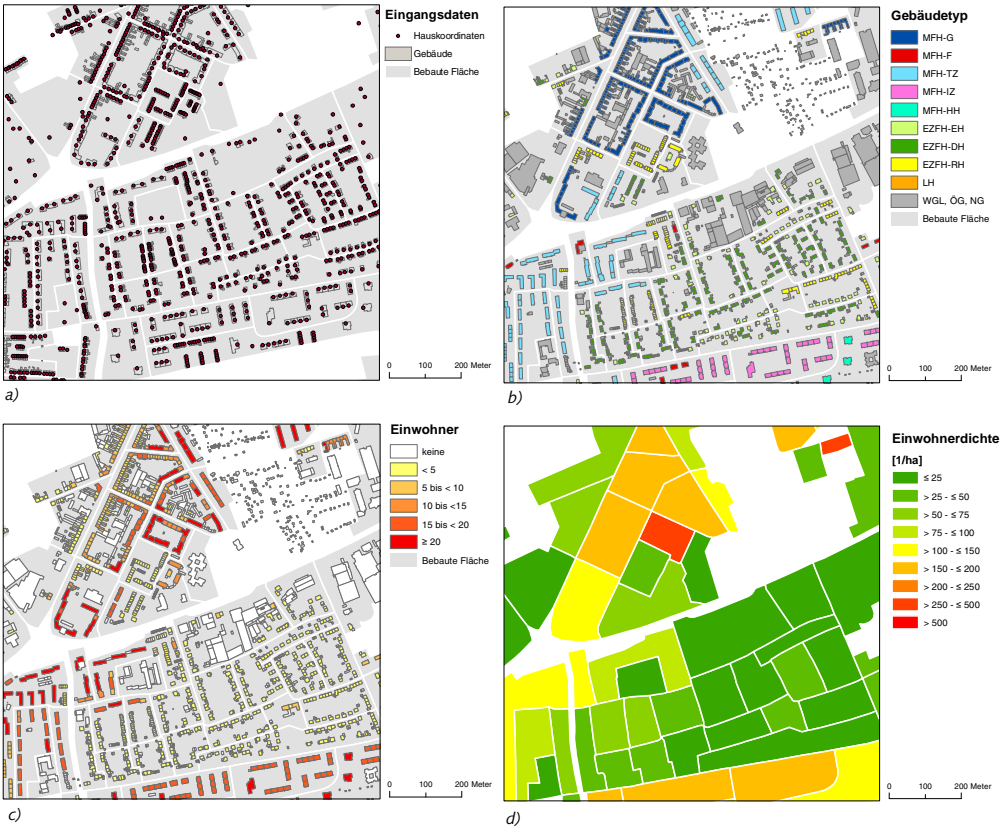 Eingangsdaten
Hauskoordinaten
Gebäude
Bebaute Fläche
0 100 200 Meter
a)
Gebäudetyp
MFH-G
MFH-F
MFH-TZ
MFH-IZ
MFH-HH
EZFH-EH
EZFH-DH
EZFH-RH
LH
WGL, ÖG, NG
Bebaute Fläche
0 100 200 Meter
b)
Einwohner
keine
< 5
5 bis < 10
10 bis <15
15 bis < 20
≥ 20
Bebaute Fläche
0 100 200 Meter
c)
Einwohnerdichte
[1/ha]
≤ 25
> 25 - ≤ 50
> 50 - ≤ 75
> 75 - ≤ 100
> 100 - ≤ 150
> 150 - ≤ 200
> 200 - ≤ 250
> 250 - ≤ 500
> 500
0 100 200 Meter
d)